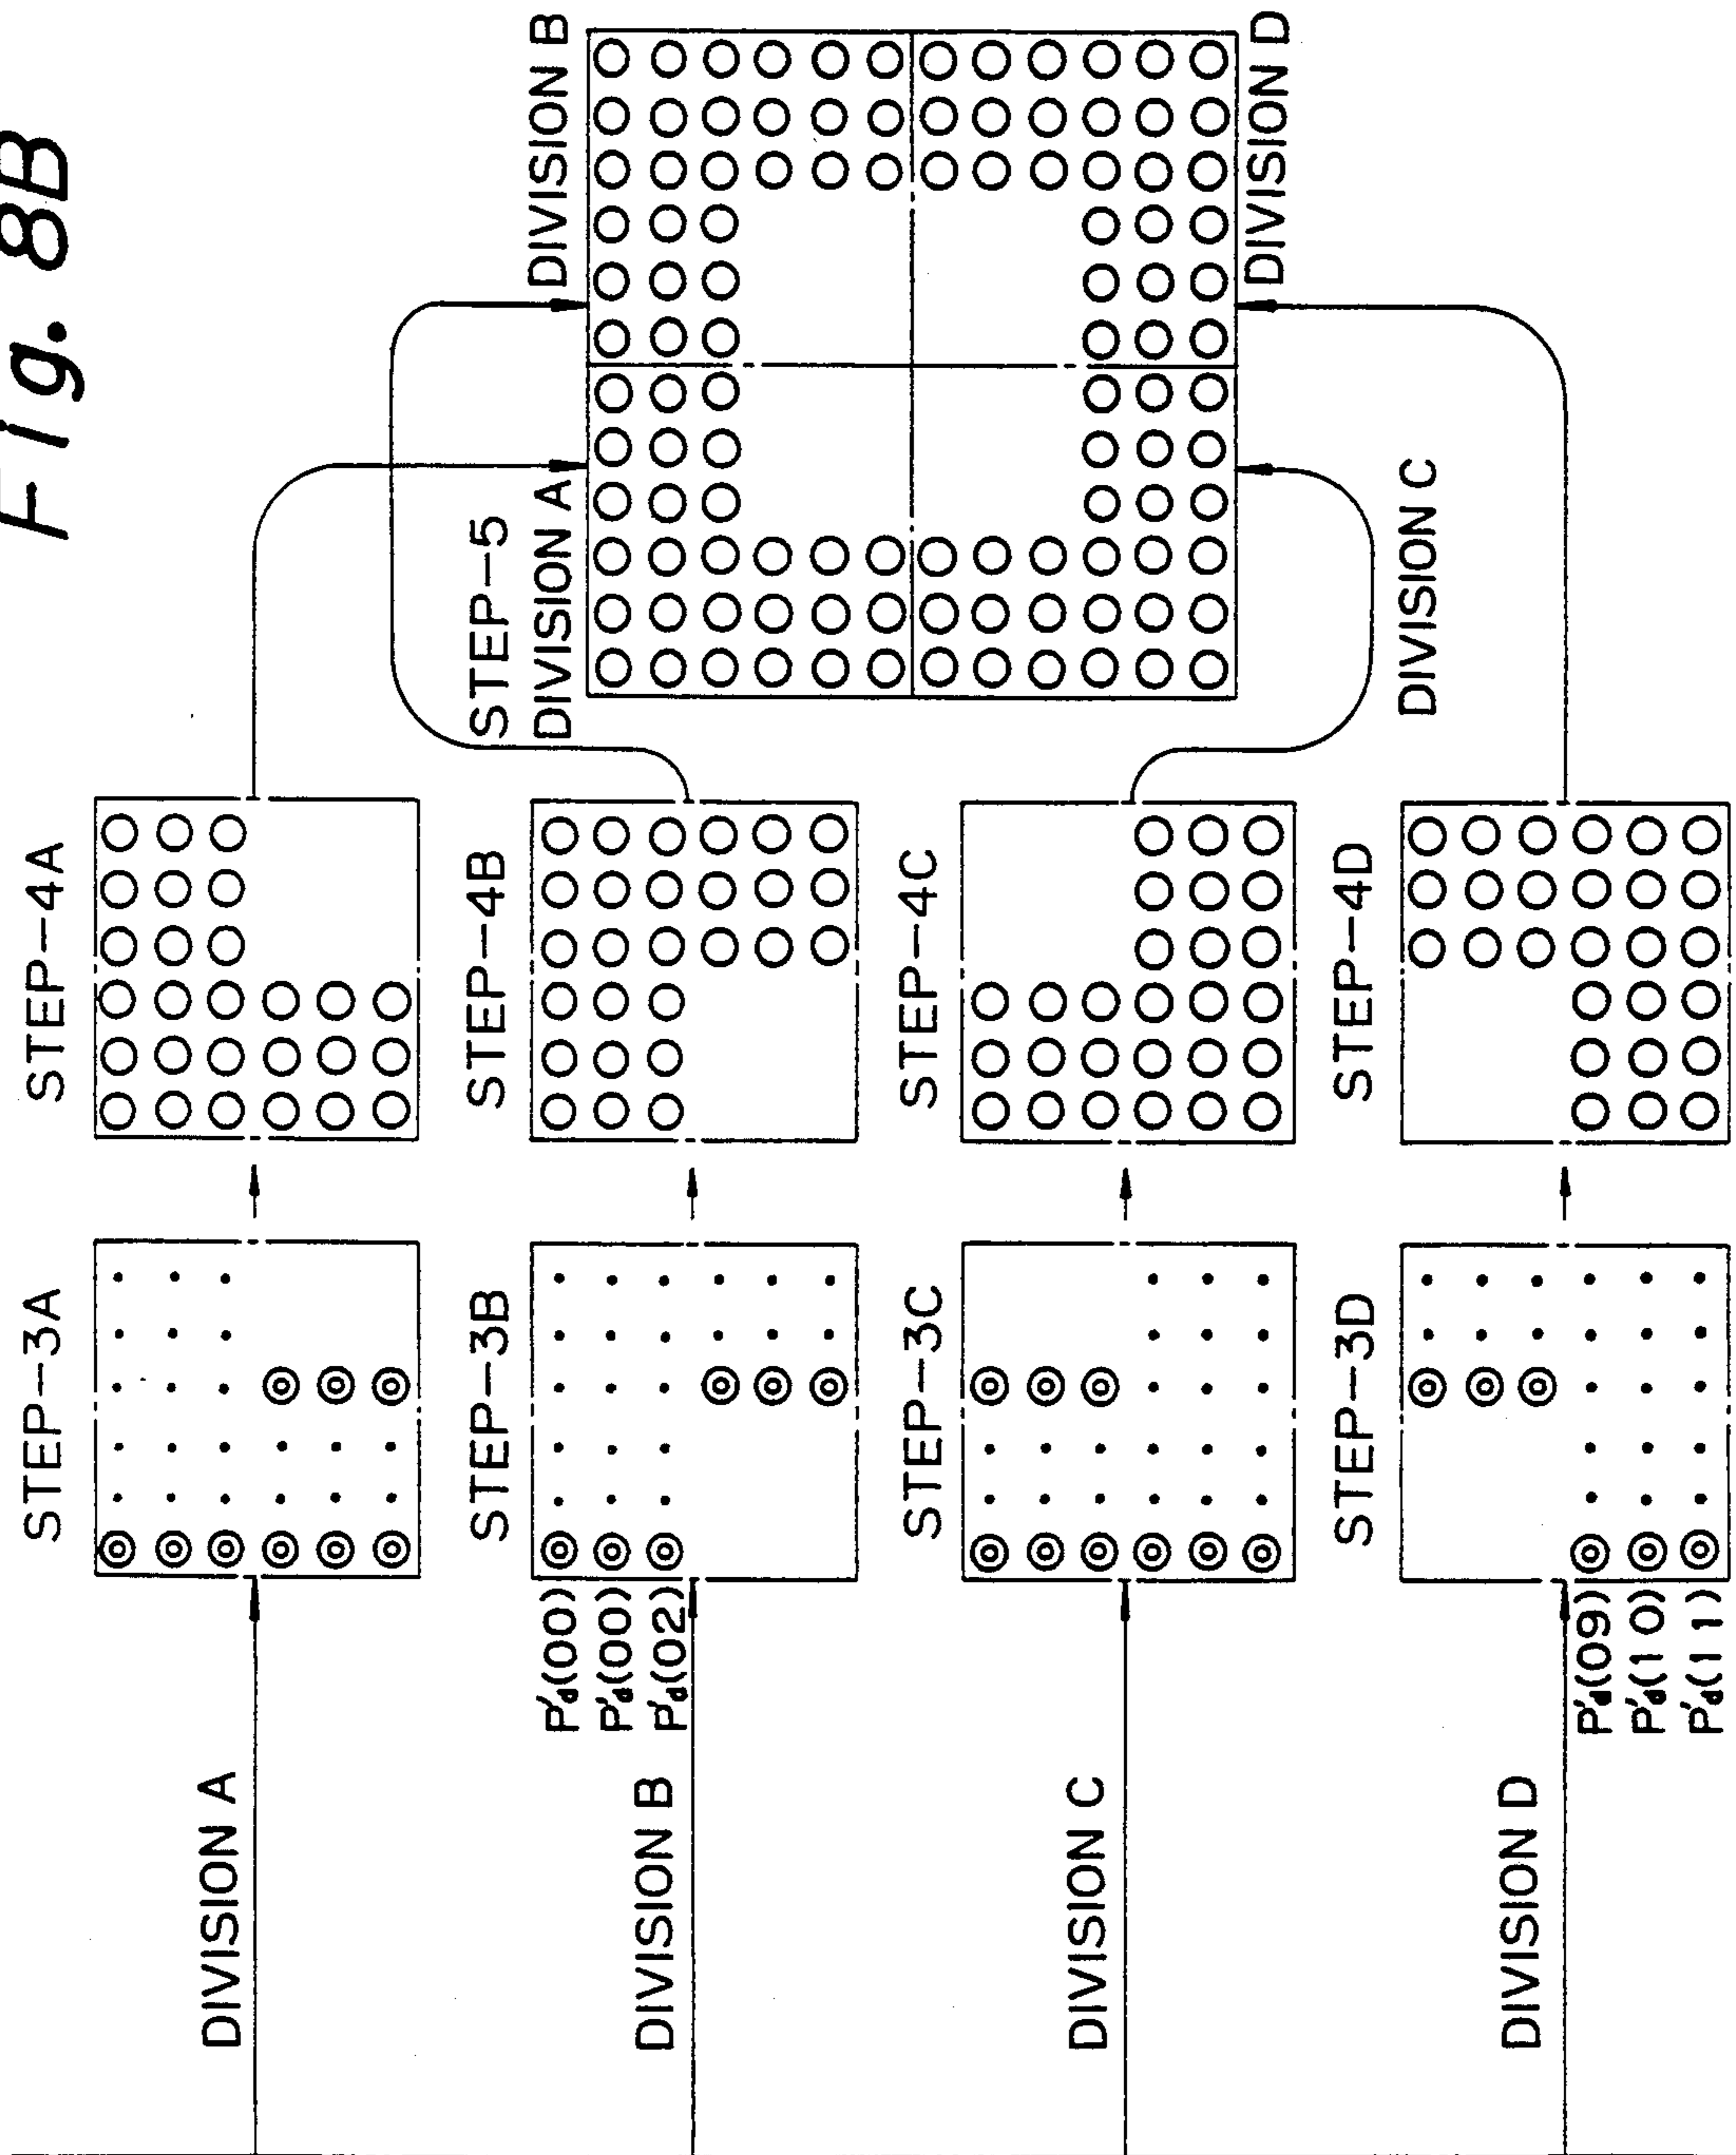 Fig. 8B
DIVISION A
STEP-3A
STEP-4A
DIVISION B
P'd(00)
P'd(00)
P'd(02)
STEP-3B
STEP-4B
STEP-5
DIVISION A
DIVISION B
DIVISION C
STEP-3C
STEP-4C
DIVISION C
DIVISION D
DIVISION D
P'd(09)
P'd(10)
P'd(11)
STEP-3D
STEP-4D